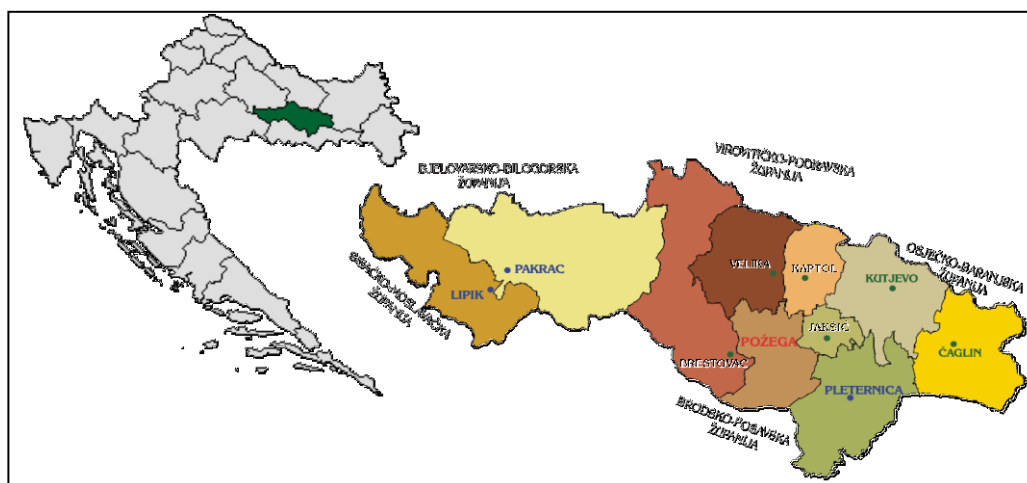 BJELOVARSKO-BILOGORSKA
ŽUPANIJA
VIROVITIČKO-PODRAVSKA
ŽUPANIJA
OSJEČKO-BARANJSKA
ŽUPANIJA
SISAČKO-MOSLAVAČKA
ŽUPANIJA
BRODSKO-POSAVSKA
ŽUPANIJA
PAKRAC
LIPIK
VELIKA
KAPTOL
KUTJEVO
JAKŠIĆ
POŽEGA
BRESTOVAC
ČAGLIN
PLETERNICA